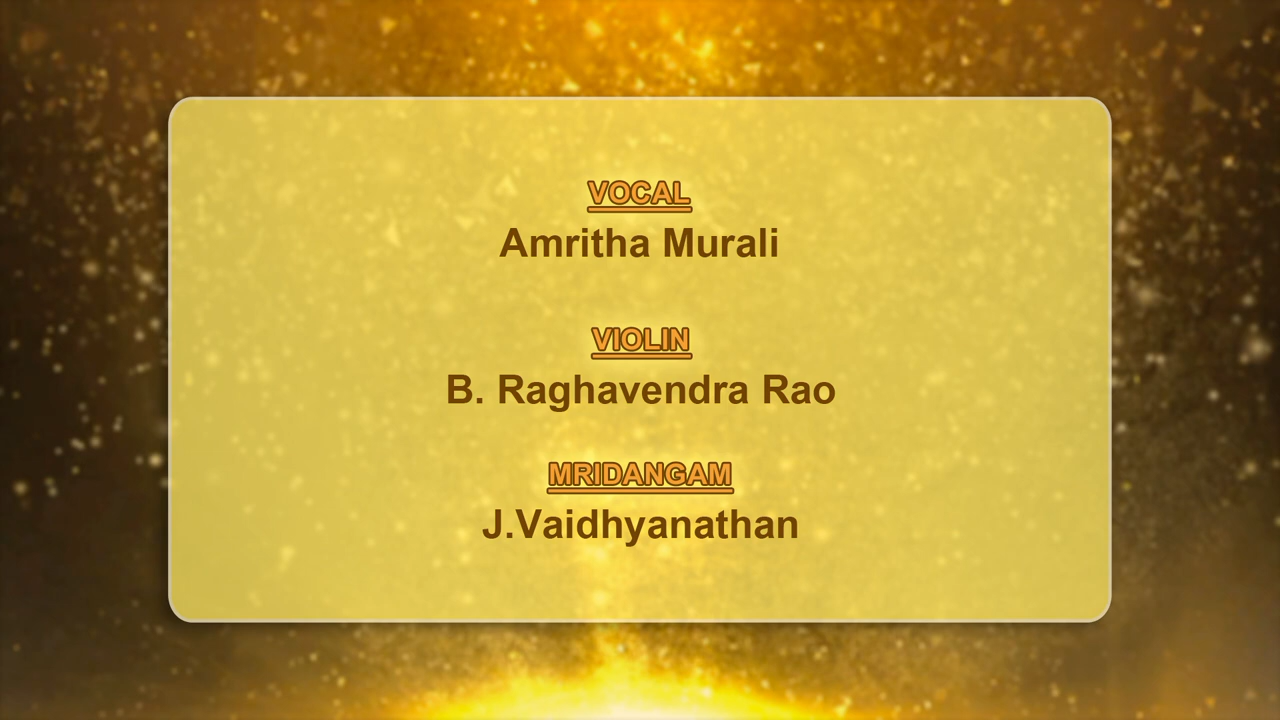 VOCAL
Amritha Murali
VIOLIN
B. Raghavendra Rao
MRIDANGAM
J.Vaidhyanathan